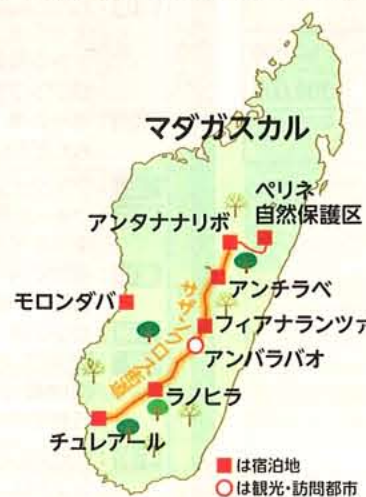 マダガスカル
ペリネ
自然保護区
アンタナナリボ
アンチラベ
モロンダバ
フィアナランツァ
アンバラバオ
ラノヒラ
チュレアール
は宿泊地
は観光・訪問都市